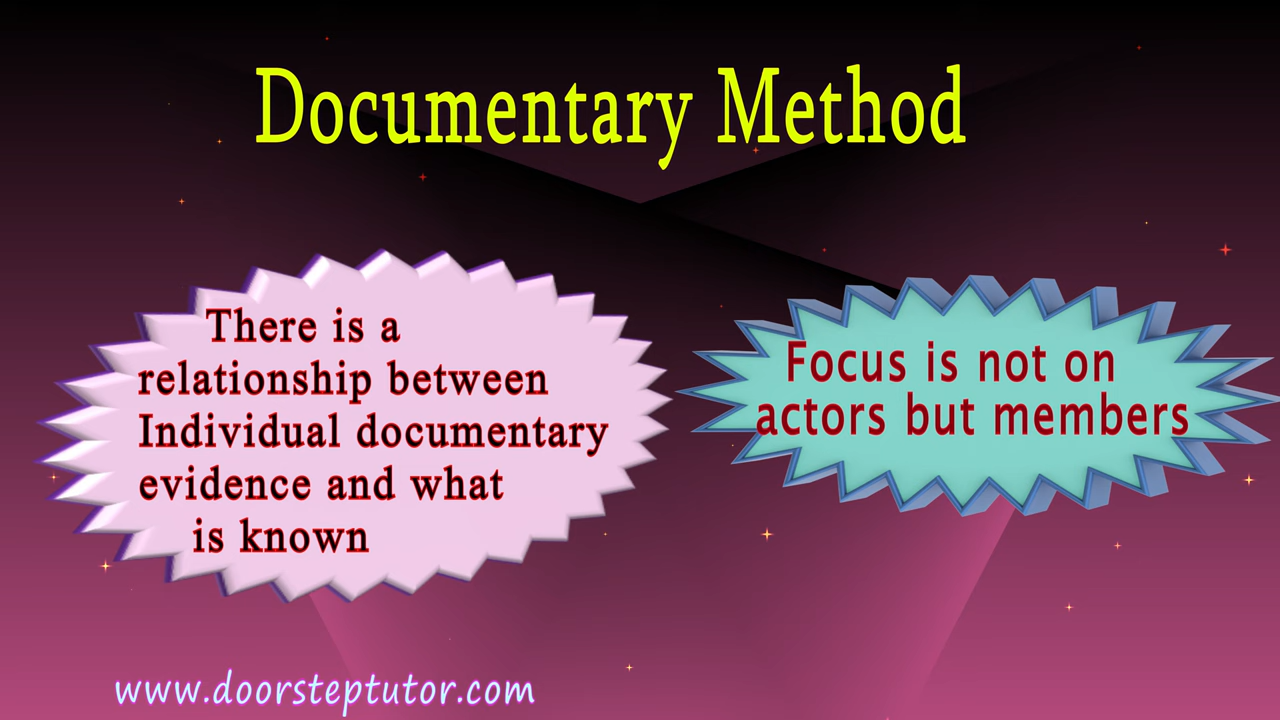 Documentary Method
There is a
relationship between
Individual documentary
evidence and what
is known
Focus is not on
actors but members
www.doorsteptutor.com